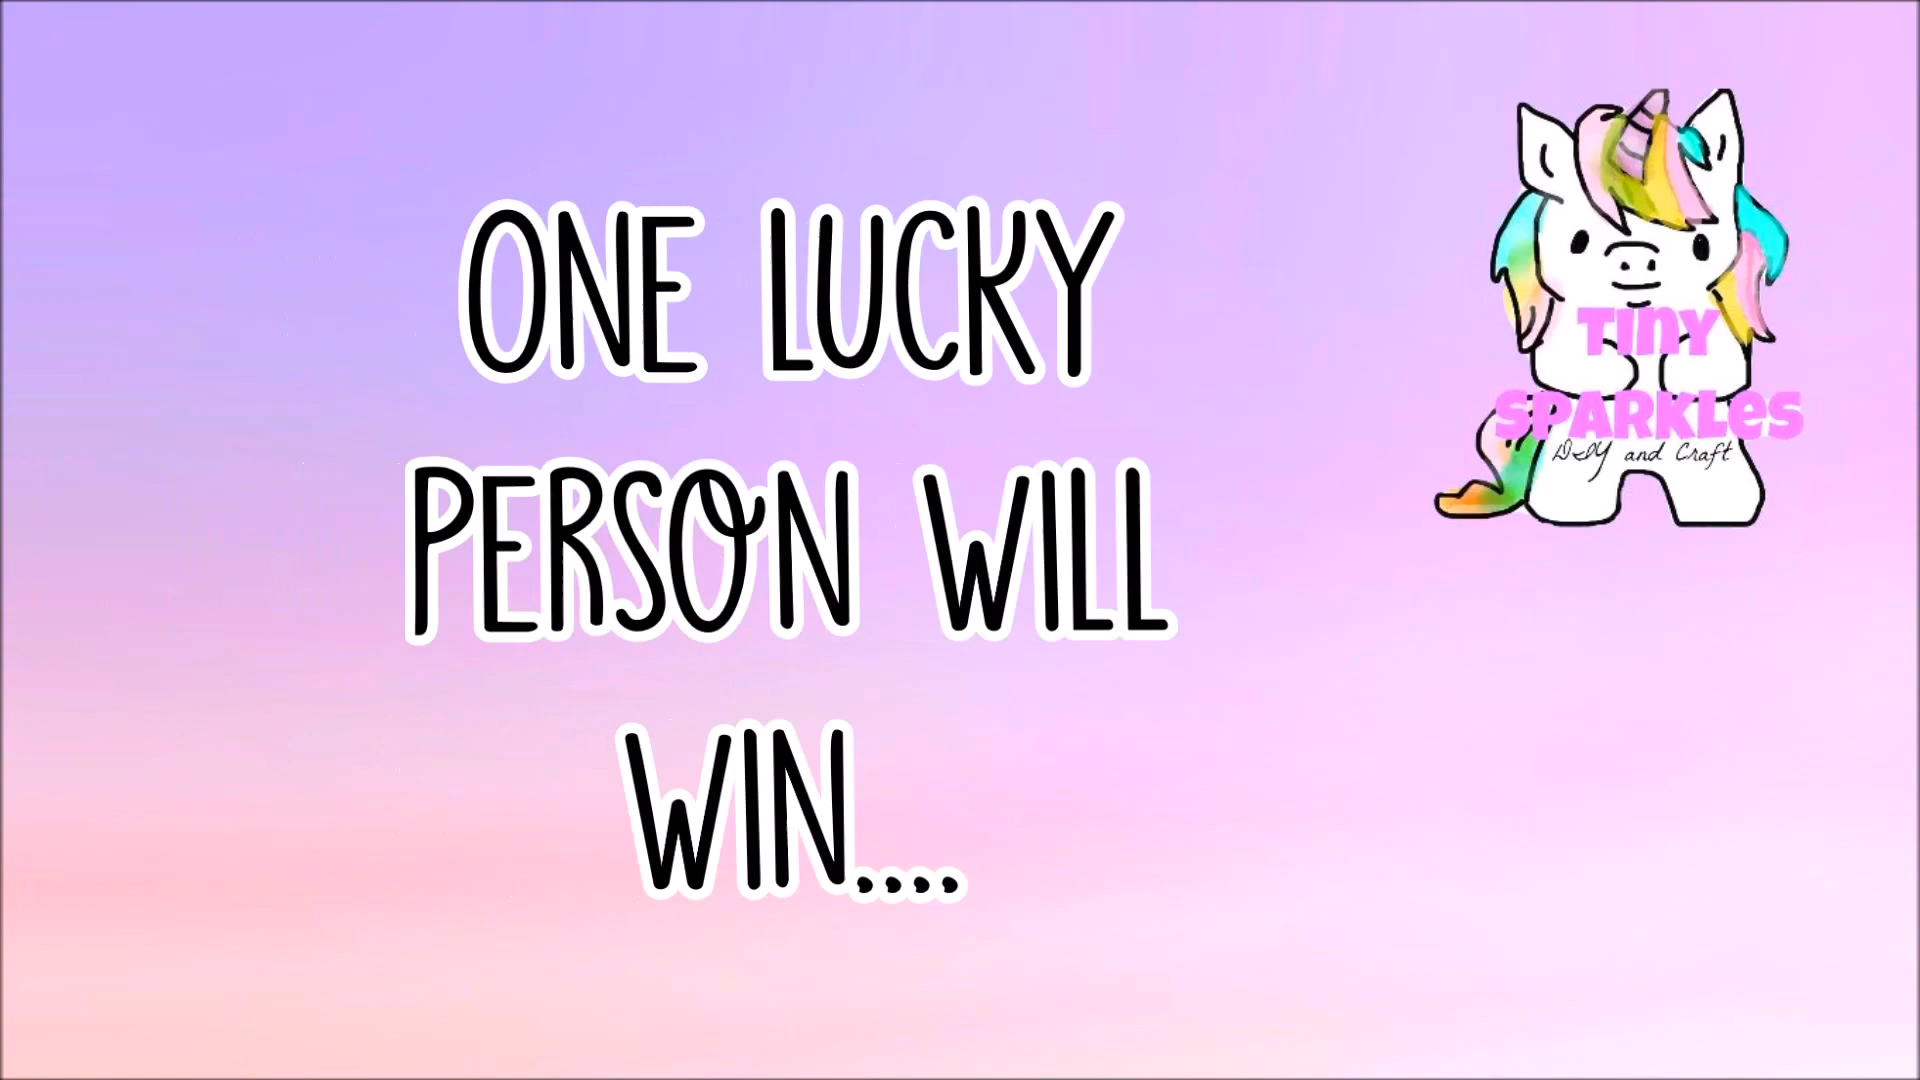 ONE LUCKY
PERSON WILL
WIN....
TINY
SPARKLES
DIY and Craft